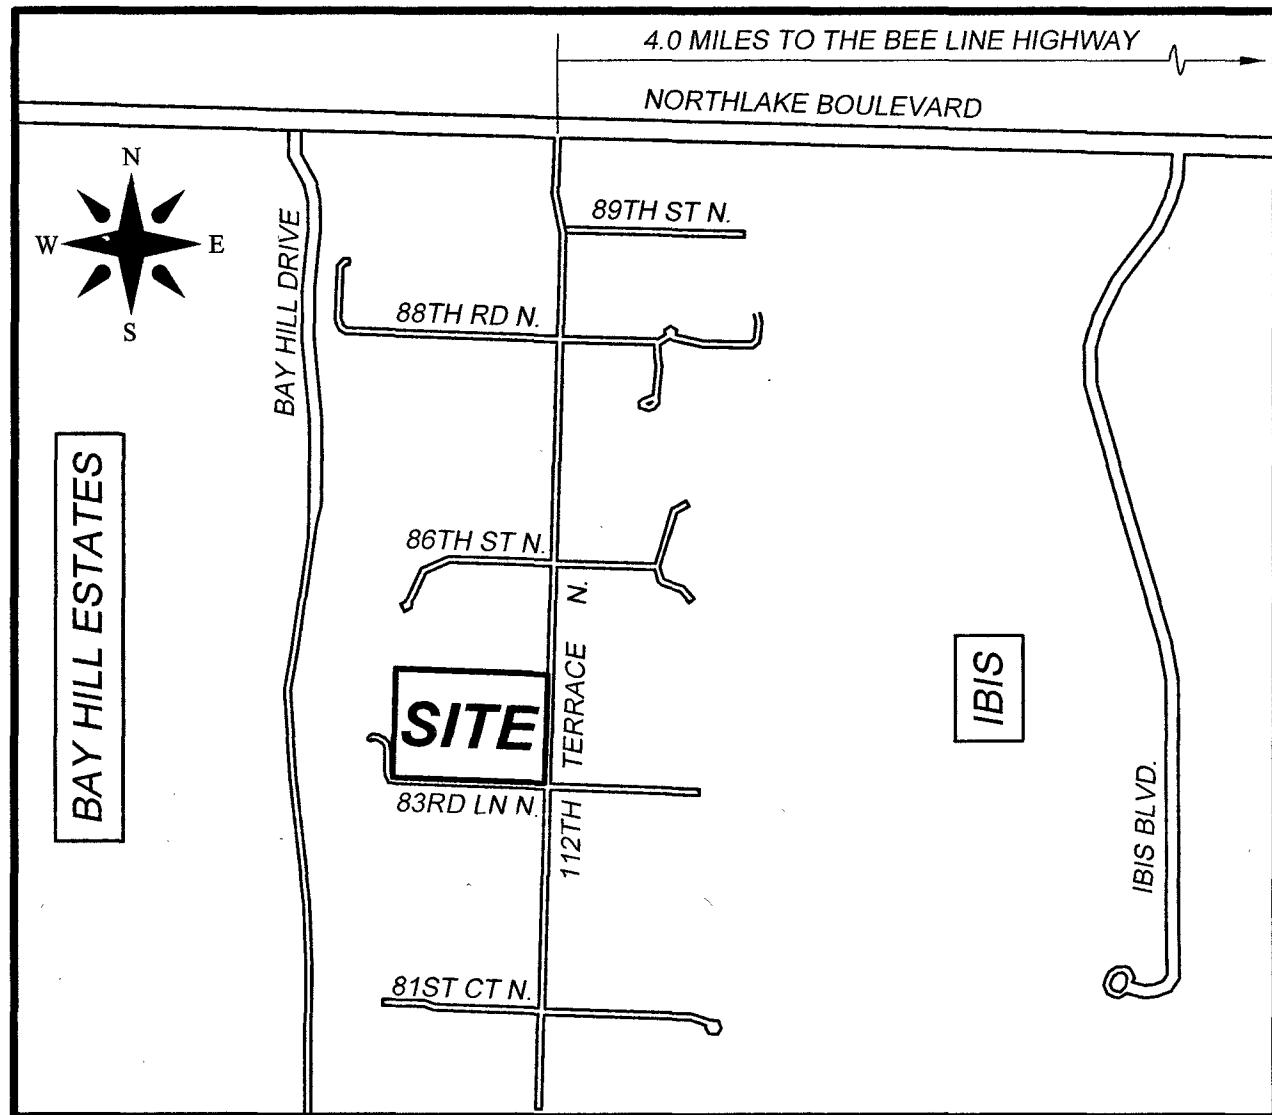 4.0 MILES TO THE BEE LINE HIGHWAY
NORTHLAKE BOULEVARD
N
W
E
S
BAY HILL DRIVE
89TH ST N.
88TH RD N.
BAY HILL ESTATES
86TH ST N.
112TH TERRACE N.
SITE
IBIS
83RD LN N.
IBIS BLVD.
81ST CT N.